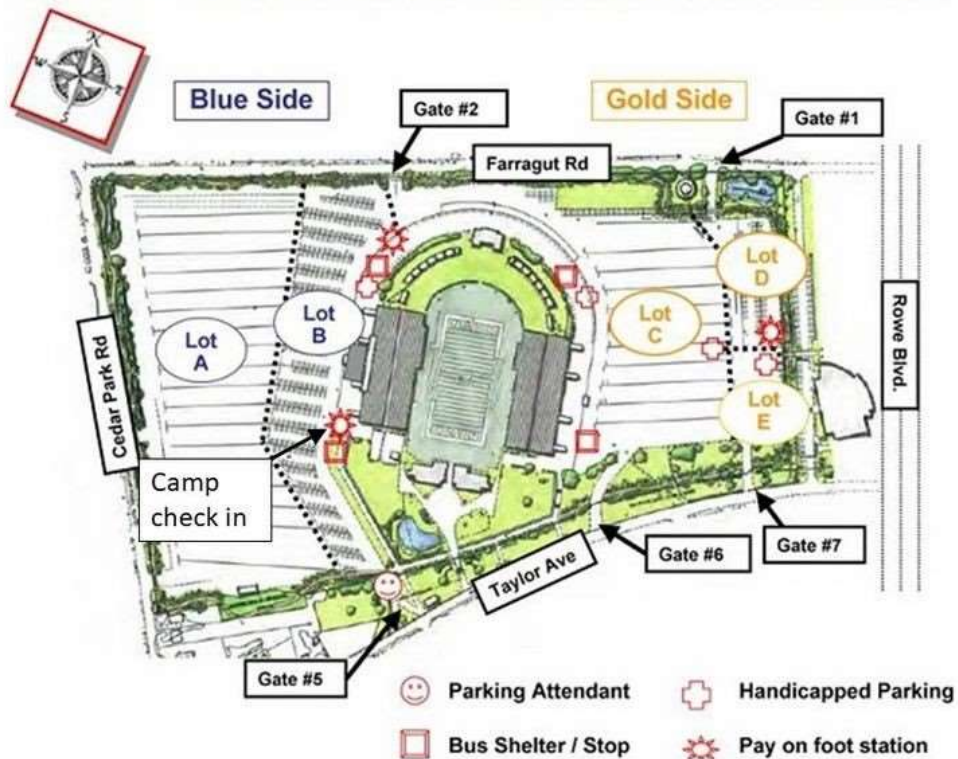 N
W
S
Blue Side
Gold Side
Gate #2
Gate #1
Farragut Rd
Lot
D
Lot
B
Lot
C
Lot
A
Rowe Blvd.
Cedar Park Rd
Lot
E
Camp
check in
Gate #6
Gate #7
Taylor Ave
Gate #5
Parking Attendant
Handicapped Parking
Bus Shelter / Stop
Pay on foot station